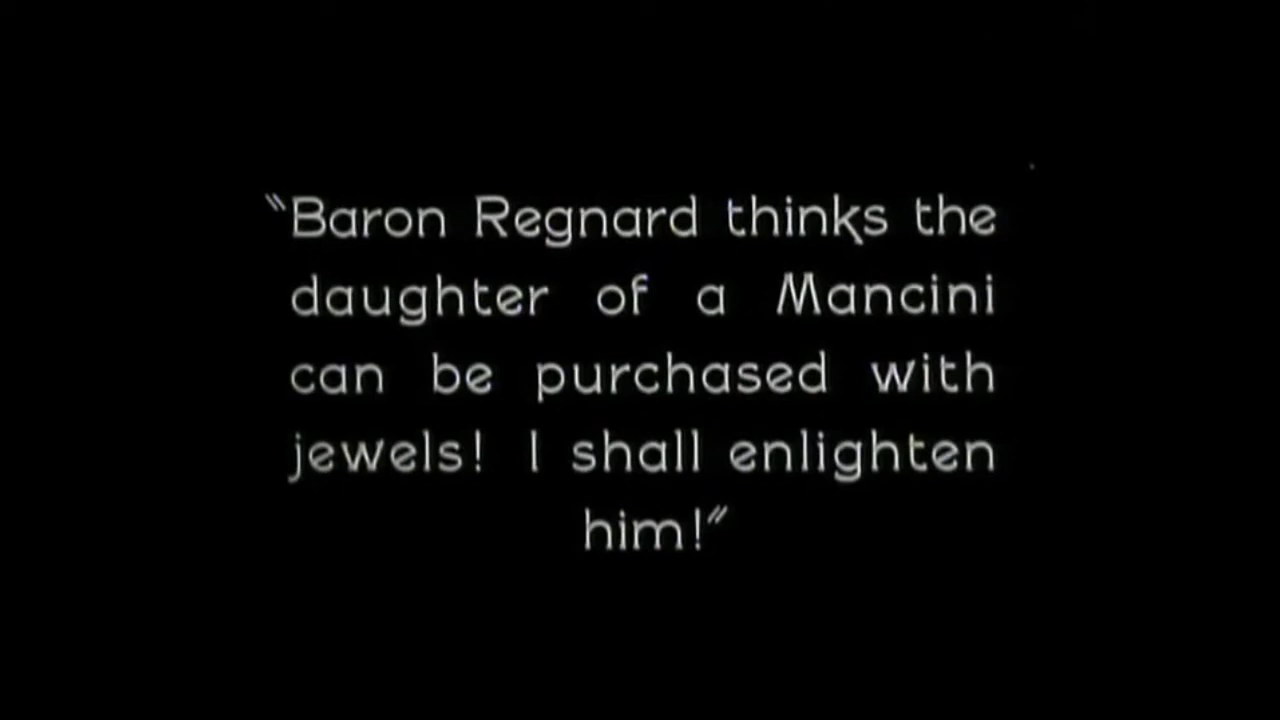 "Baron Regnard thinks the
daughter of a Mancini
can be purchased with
jewels! I shall enlighten
him!"